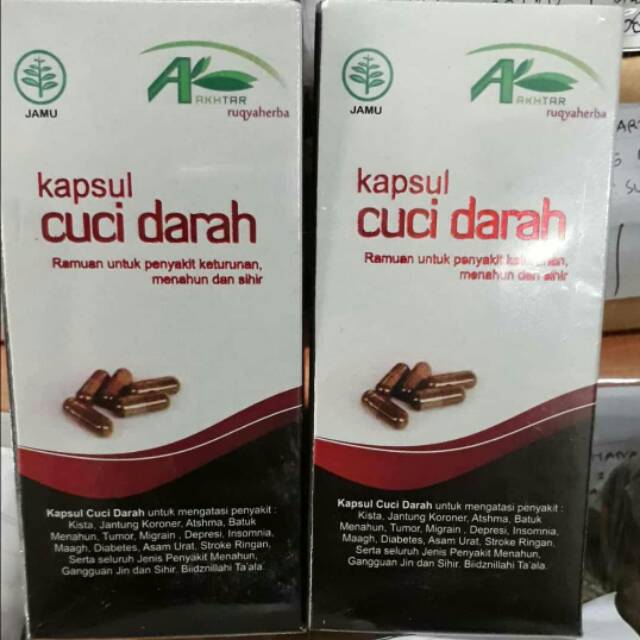 JAMU
AKHTAR
ruqyaherba
kapsul
cuci darah
Ramuan untuk penyakit keturunan,
menahun dan sihir
Kapsul Cuci Darah untuk mengatasi penyakit :
Kista, Jantung Koroner, Atshma, Batuk
Menahun, Tumor, Migrain , Depresi, Insomnia,
Maagh, Diabetes, Asam Urat, Stroke Ringan,
Serta seluruh Jenis Penyakit Menahun,
Gangguan Jin dan Sihir. Biidznillahi Ta'ala.
JAMU
AKHTAR
ruqyaherba
kapsul
cuci darah
Ramuan untuk penyakit
menahun dan sihir
Kapsul Cuci Darah untuk mengatasi penyakit :
Kista, Jantung Koroner, Atshma, Batuk
Menahun, Tumor, Migrain , Depresi, Insomnia,
Maagh, Diabetes, Asam Urat, Stroke Ringan,
Serta seluruh Jenis Penyakit Menahun,
Gangguan Jin dan Sihir. Biidznillahi Ta'ala.